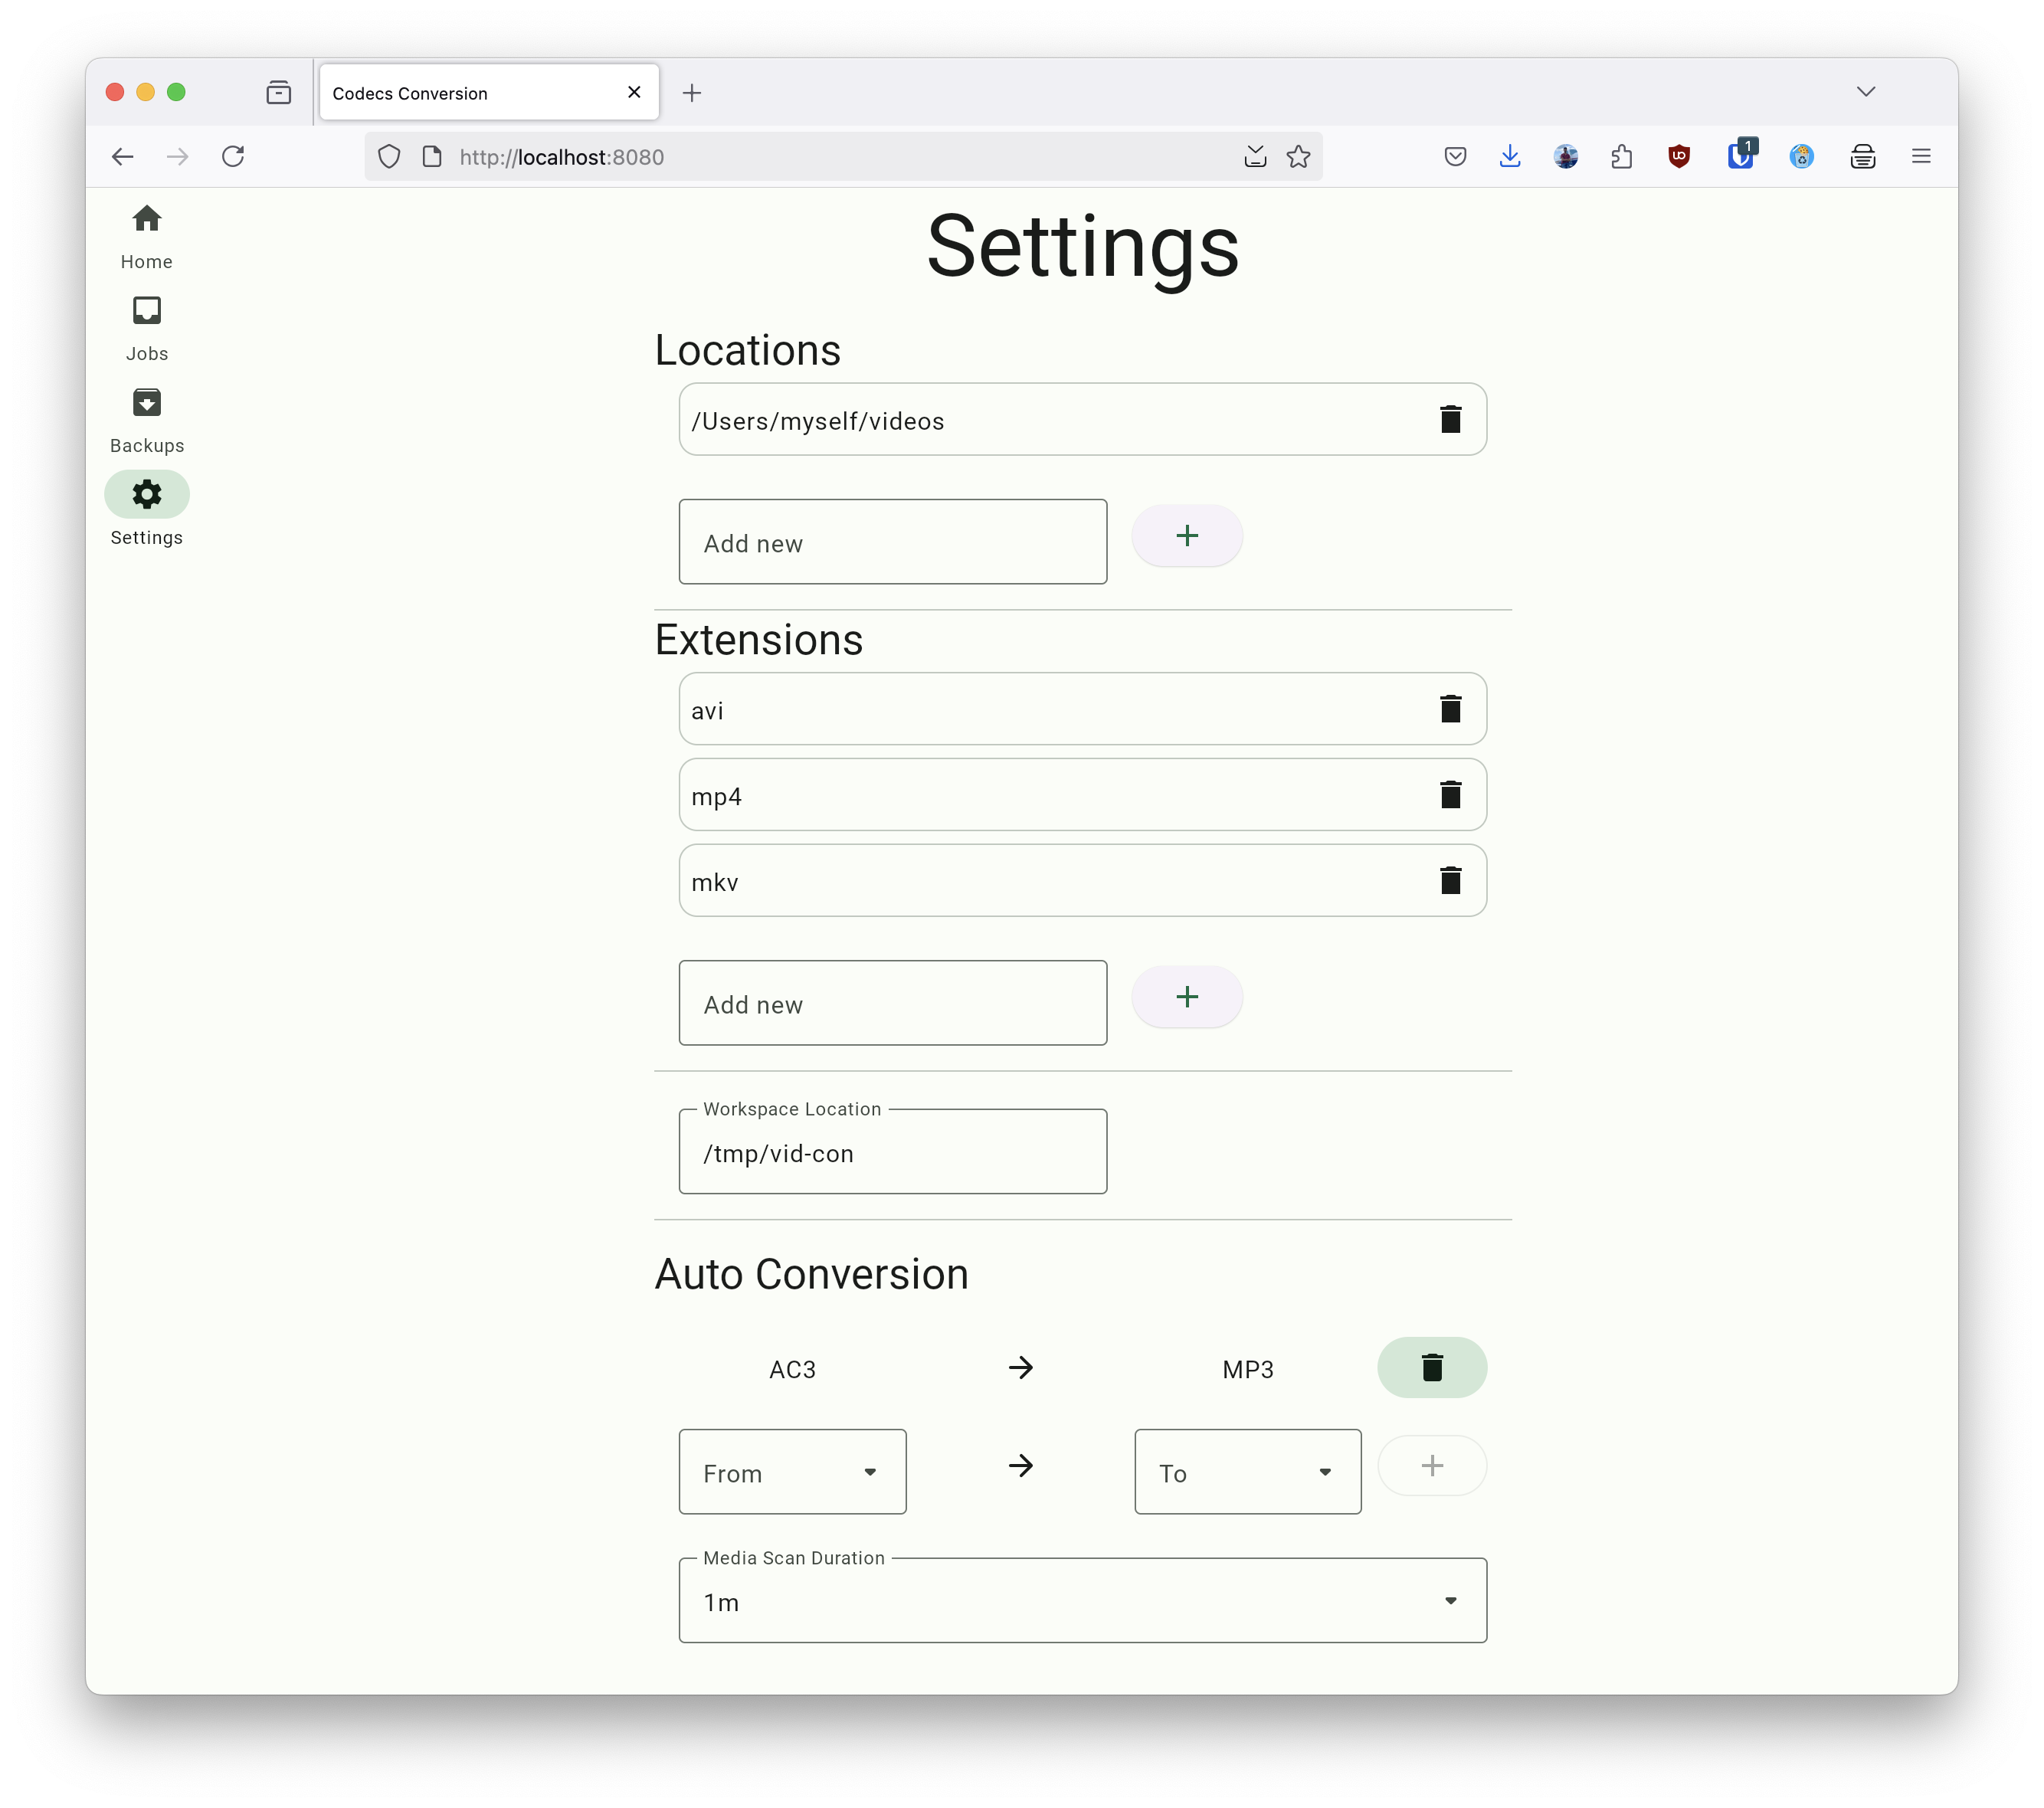 Codecs Conversion
http://localhost:8080
1
Home
Jobs
Backups
Settings
Settings
Locations
/Users/myself/videos
Add new
Extensions
avi
mp4
mkv
Add new
Workspace Location
/tmp/vid-con
Auto Conversion
AC3 → MP3
From → To
Media Scan Duration
1m